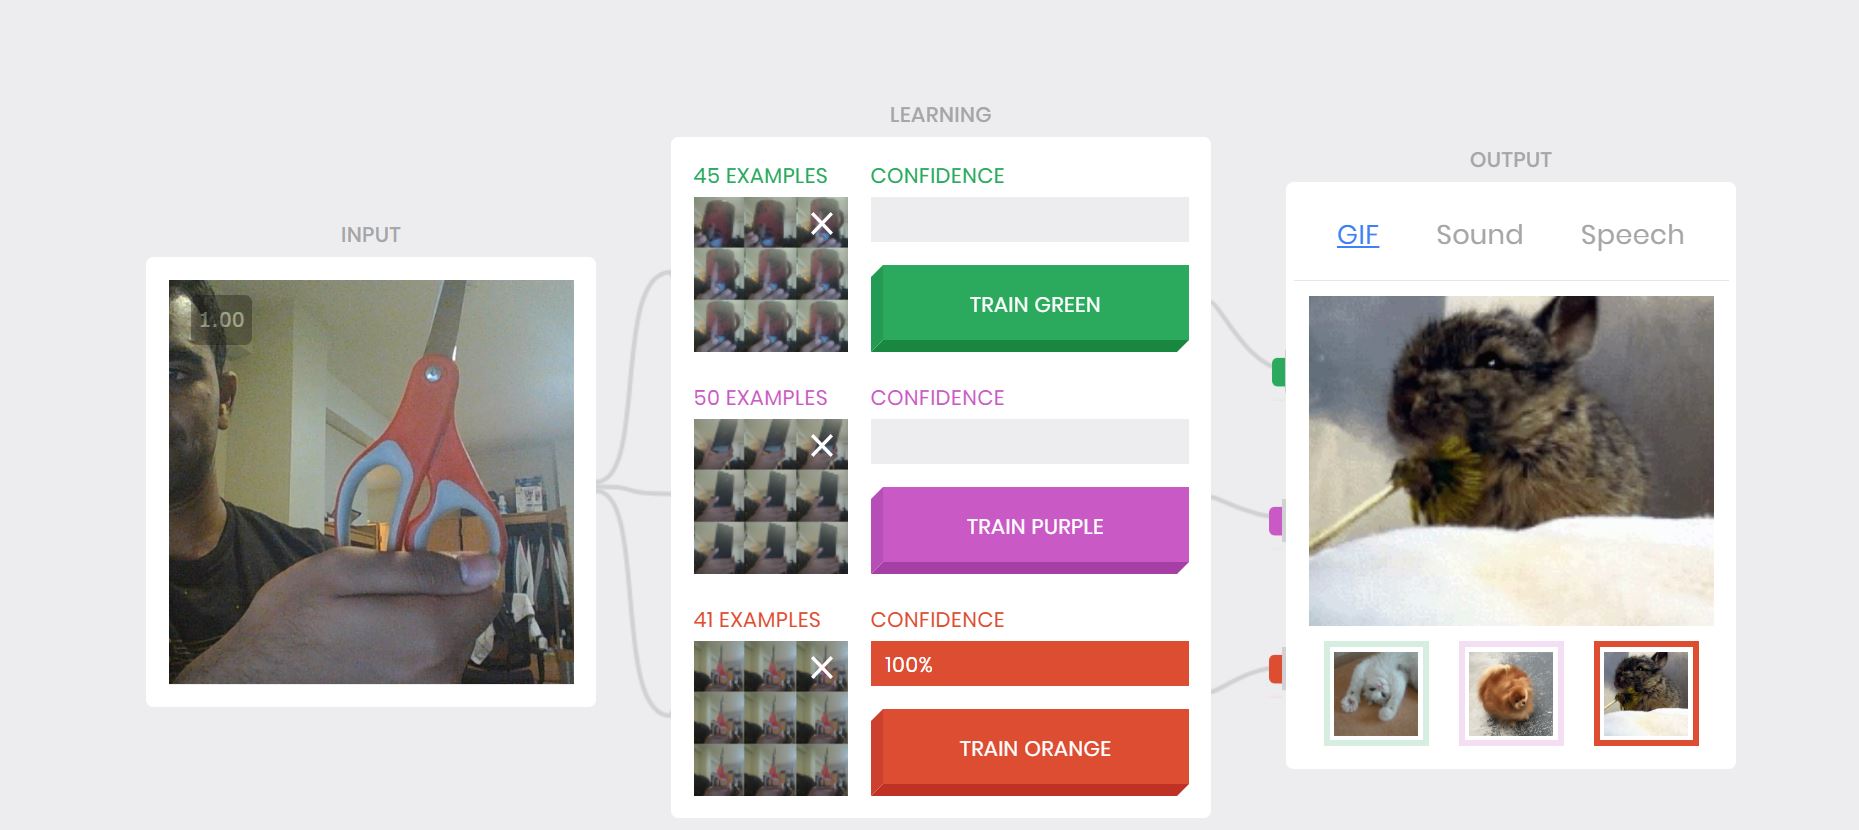 INPUT
1.00
LEARNING
45 EXAMPLES
CONFIDENCE
TRAIN GREEN
50 EXAMPLES
CONFIDENCE
TRAIN PURPLE
41 EXAMPLES
CONFIDENCE
100%
TRAIN ORANGE
OUTPUT
GIF Sound Speech